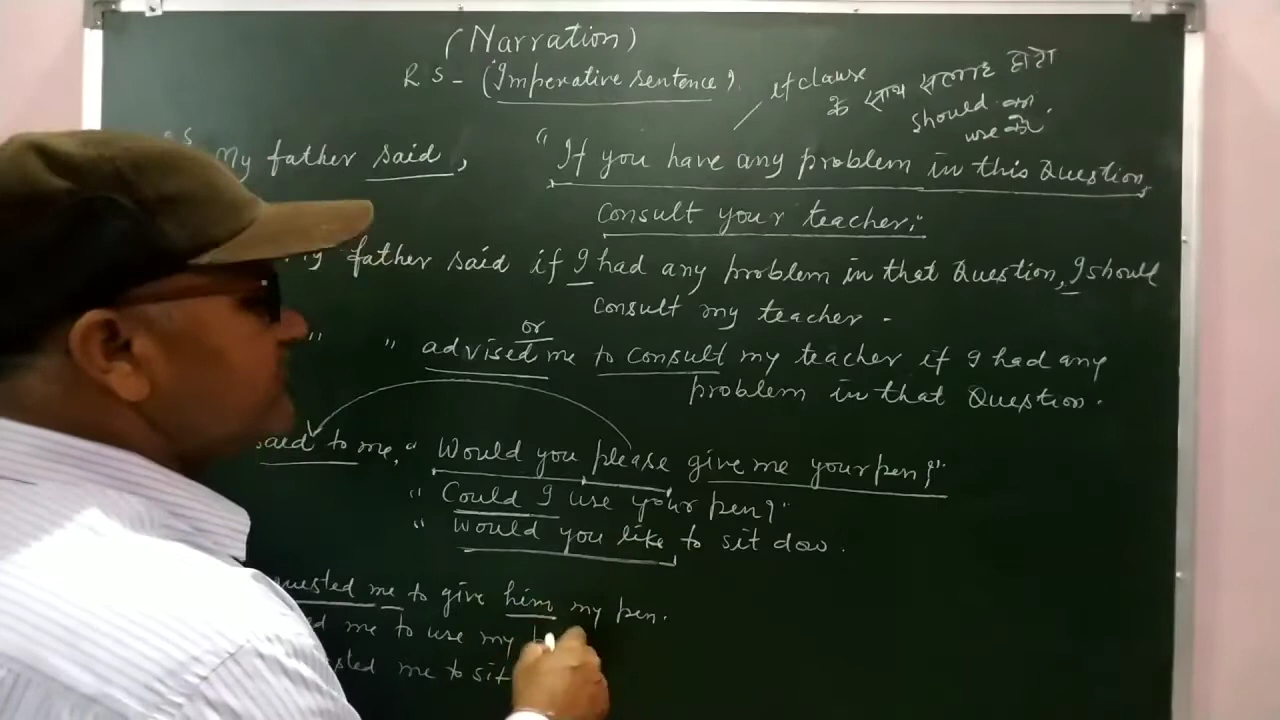 (Narration)
R S - (Imperative sentence).
if clause
के साथ सलाह होतो
should का
use करें.
S
My father said, "If you have any problem in this Question,
Consult your teacher."
My father said if I had any problem in that Question, I should
consult my teacher.
or
" " advised me to consult my teacher if I had any
problem in that Question.
said to me, "Would you please give me your pen?"
"Could I use your pen?"
"Would you like to sit dow.
quested me to give him my pen.
me to use my
sted me to sit